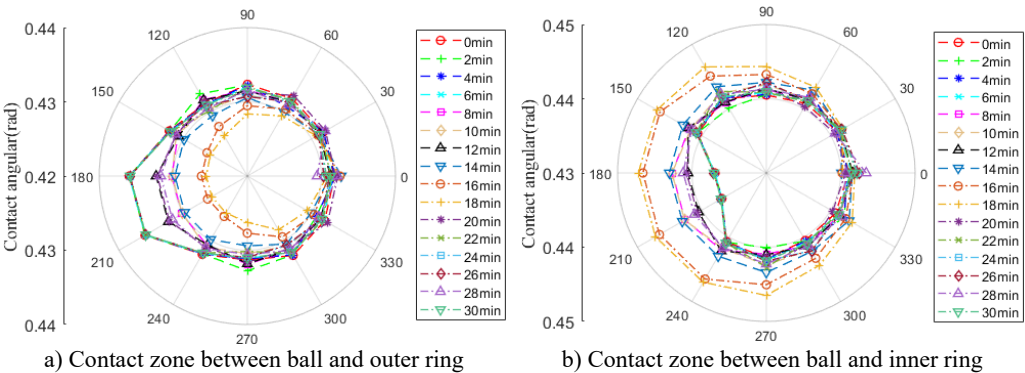 0.44
0.43
0.42
0.43
0.44
Contact angular(rad)
90
60
30
0
330
300
270
240
210
180
150
120
0min
2min
4min
6min
8min
10min
12min
14min
16min
18min
20min
22min
24min
26min
28min
30min
a) Contact zone between ball and outer ring
0.45
0.44
0.43
0.44
0.45
Contact angular(rad)
90
60
30
0
330
300
270
240
210
180
150
120
0min
2min
4min
6min
8min
10min
12min
14min
16min
18min
20min
22min
24min
26min
28min
30min
b) Contact zone between ball and inner ring